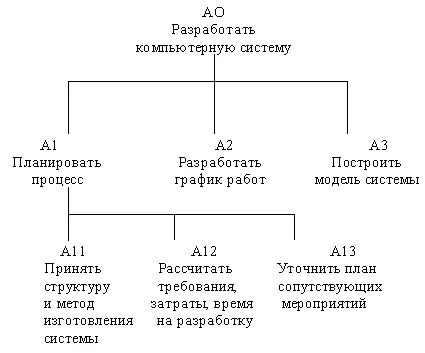 АО
Разработать
компьютерную систему
А1
Планировать
процесс
А2
Разработать
график работ
А3
Построить
модель системы
А11
Принять
структуру
и метод
изготовления
системы
А12
Рассчитать
требования,
затраты, время
на разработку
А13
Уточнить план
сопутствующих
мероприятий